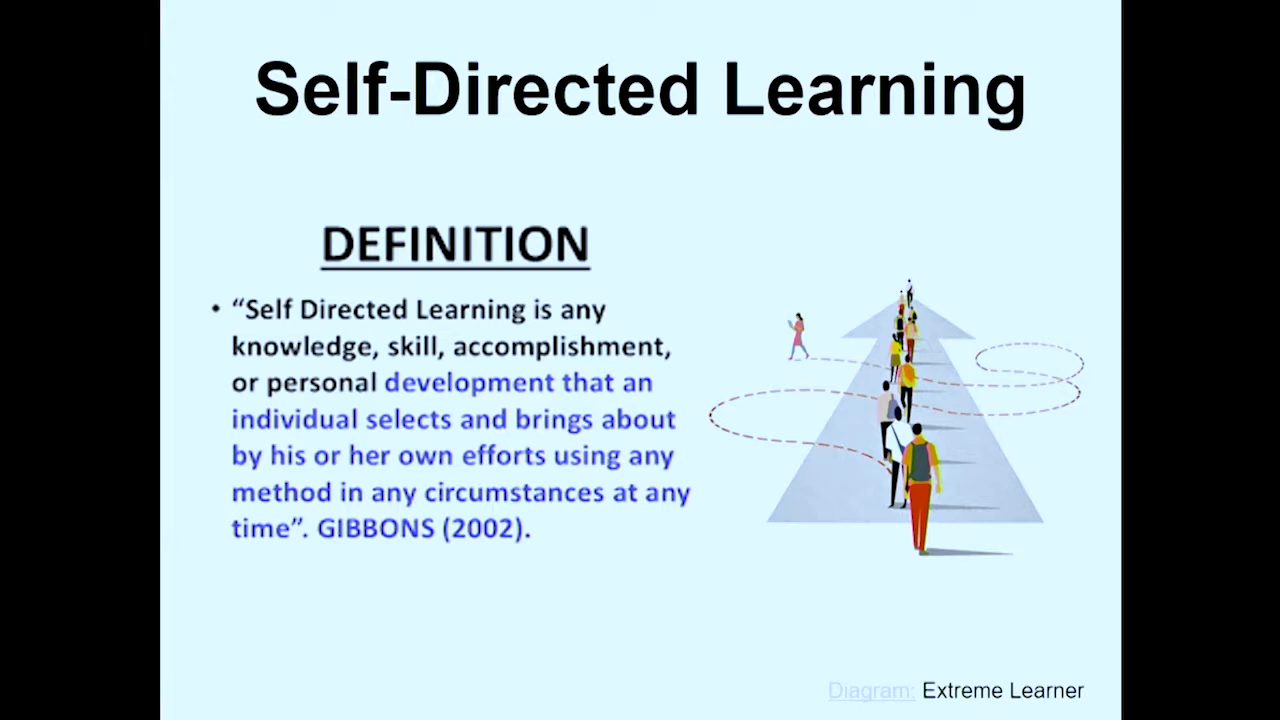 Self-Directed Learning
DEFINITION
• “Self Directed Learning is any
knowledge, skill, accomplishment,
or personal development that an
individual selects and brings about
by his or her own efforts using any
method in any circumstances at any
time”. GIBBONS (2002).
Diagram: Extreme Learner